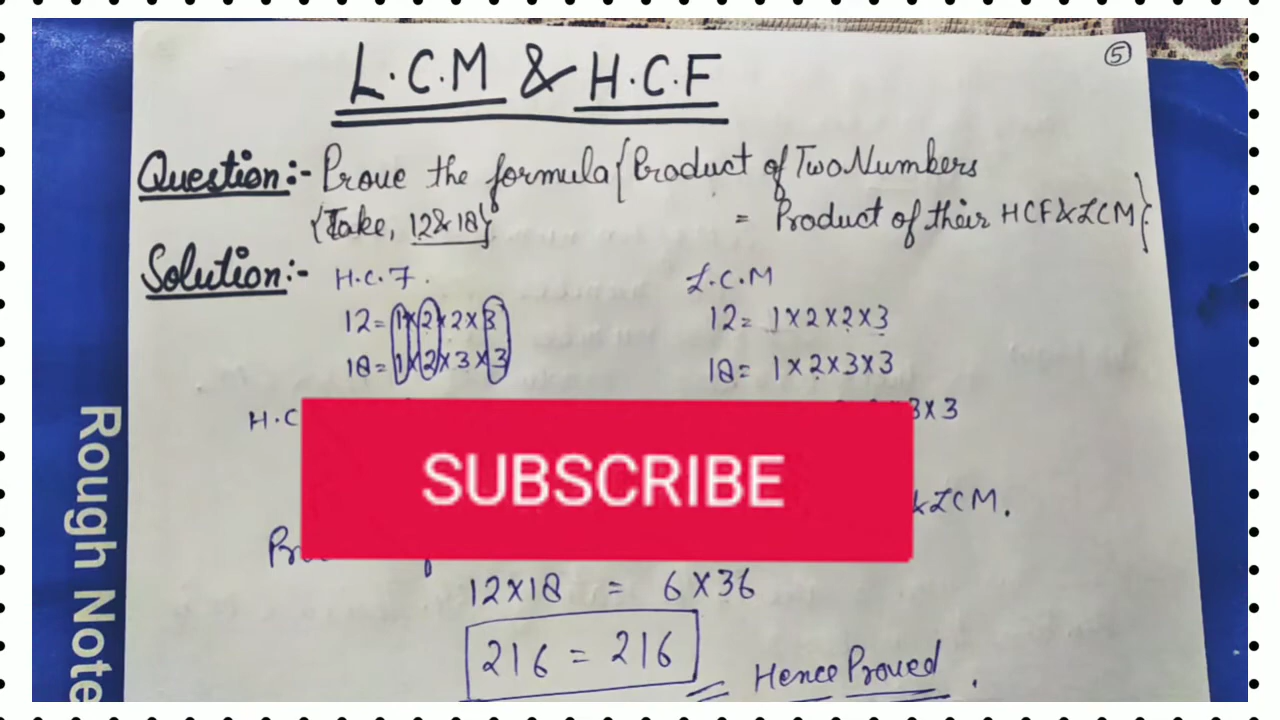 L.C.M & H.C.F
5
Question:- Prove the formula {Product of Two Numbers
{Take, 12&18} = Product of their HCF & LCM}
Solution:- H.C.F. L.C.M
12= 1×2×2×3 12= 1×2×2×3
18= 1×2×3×3 18= 1×2×3×3
H.C 3×3
SUBSCRIBE
&LCM.
12×18 = 6×36
216 = 216
Hence Proved.
Rough Note